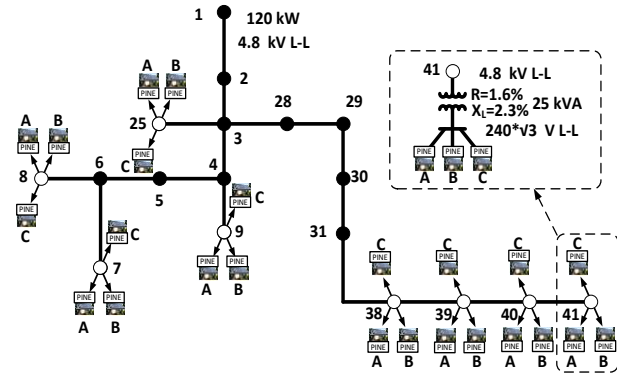 1
120 kW
4.8 kV L-L
2
A B
PINE PINE
25
28
29
3
C
PINE
A B
PINE PINE
8
6
5
4
PINE
C
30
C
PINE
PINE
C
9
31
7
PINE PINE
A B
PINE PINE
A B
41
4.8 kV L-L
R=1.6%
X_L=2.3%
25 kVA
240*√3 V L-L
PINE PINE PINE
A B C
C C C C
PINE PINE PINE PINE
38 39 40 41
PINE PINE PINE PINE PINE PINE PINE PINE
A B A B A B A B